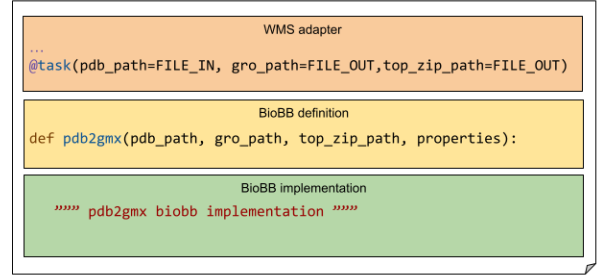 WMS adapter
...
@task(pdb_path=FILE_IN, gro_path=FILE_OUT,top_zip_path=FILE_OUT)
BioBB definition
def pdb2gmx(pdb_path, gro_path, top_zip_path, properties):
BioBB implementation
””” pdb2gmx biobb implementation ”””